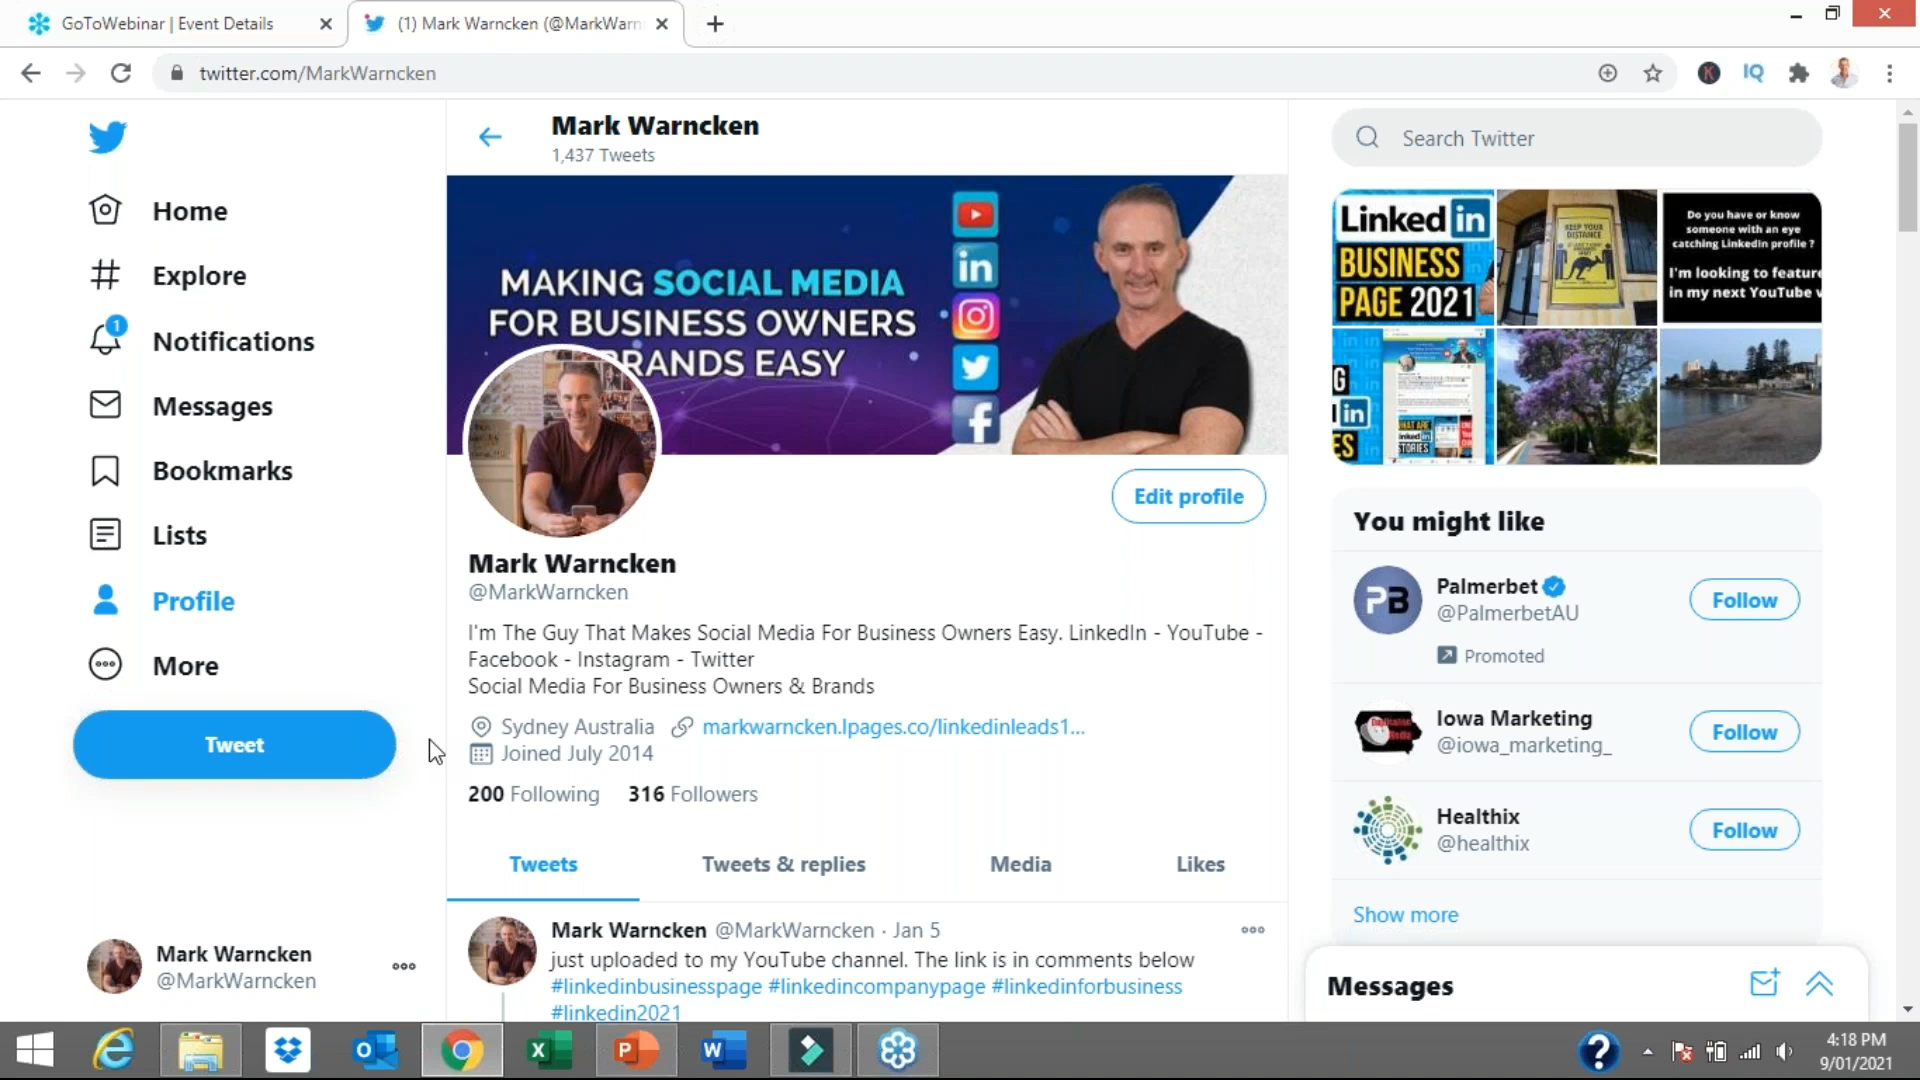 GoToWebinar | Event Details
(1) Mark Warncken (@MarkWarn
twitter.com/MarkWarncken
IQ
Home
Explore
1
Notifications
Messages
Bookmarks
Lists
Profile
More
Tweet
Mark Warncken
@MarkWarncken
Mark Warncken
1,437 Tweets
MAKING SOCIAL MEDIA
FOR BUSINESS OWNERS
BRANDS EASY
Edit profile
Mark Warncken
@MarkWarncken
I'm The Guy That Makes Social Media For Business Owners Easy. LinkedIn - YouTube -
Facebook - Instagram - Twitter
Social Media For Business Owners & Brands
Sydney Australia markwarncken.lpages.co/linkedinleads1...
Joined July 2014
200 Following 316 Followers
Tweets Tweets & replies Media Likes
Mark Warncken @MarkWarncken · Jan 5
just uploaded to my YouTube channel. The link is in comments below
#linkedinbusinesspage #linkedincompanypage #linkedinforbusiness
#linkedin2021
Search Twitter
Linked in
BUSINESS
PAGE 2021
KEEP YOUR
DISTANCE
Do you have or know
someone with an eye
catching LinkedIn profile ?
I'm looking to feature
in my next YouTube v
You might like
PB
Palmerbet
@PalmerbetAU
Promoted
Follow
Iowa Marketing
@iowa_marketing_
Follow
Healthix
@healthix
Follow
Show more
Messages
4:18 PM
9/01/2021